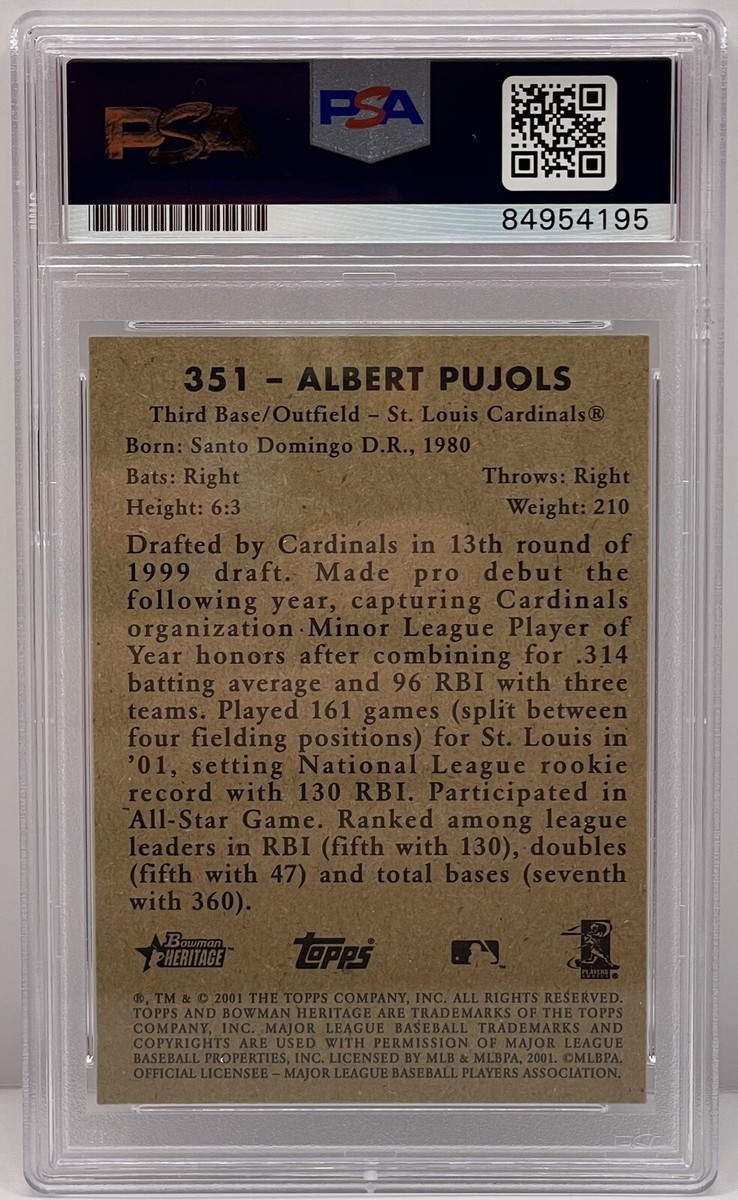 PSA
PSA
84954195
351 – ALBERT PUJOLS
Third Base/Outfield – St. Louis Cardinals®
Born: Santo Domingo D.R., 1980
Bats: Right Throws: Right
Height: 6:3 Weight: 210
Drafted by Cardinals in 13th round of
1999 draft. Made pro debut the
following year, capturing Cardinals
organization Minor League Player of
Year honors after combining for .314
batting average and 96 RBI with three
teams. Played 161 games (split between
four fielding positions) for St. Louis in
'01, setting National League rookie
record with 130 RBI. Participated in
All-Star Game. Ranked among league
leaders in RBI (fifth with 130), doubles
(fifth with 47) and total bases (seventh
with 360).
Bowman HERITAGE™ Topps® PLAYERS
®, TM & © 2001 THE TOPPS COMPANY, INC. ALL RIGHTS RESERVED.
TOPPS AND BOWMAN HERITAGE ARE TRADEMARKS OF THE TOPPS
COMPANY, INC. MAJOR LEAGUE BASEBALL TRADEMARKS AND
COPYRIGHTS ARE USED WITH PERMISSION OF MAJOR LEAGUE
BASEBALL PROPERTIES, INC. LICENSED BY MLB & MLBPA, 2001. ©MLBPA.
OFFICIAL LICENSEE – MAJOR LEAGUE BASEBALL PLAYERS ASSOCIATION.
PSA